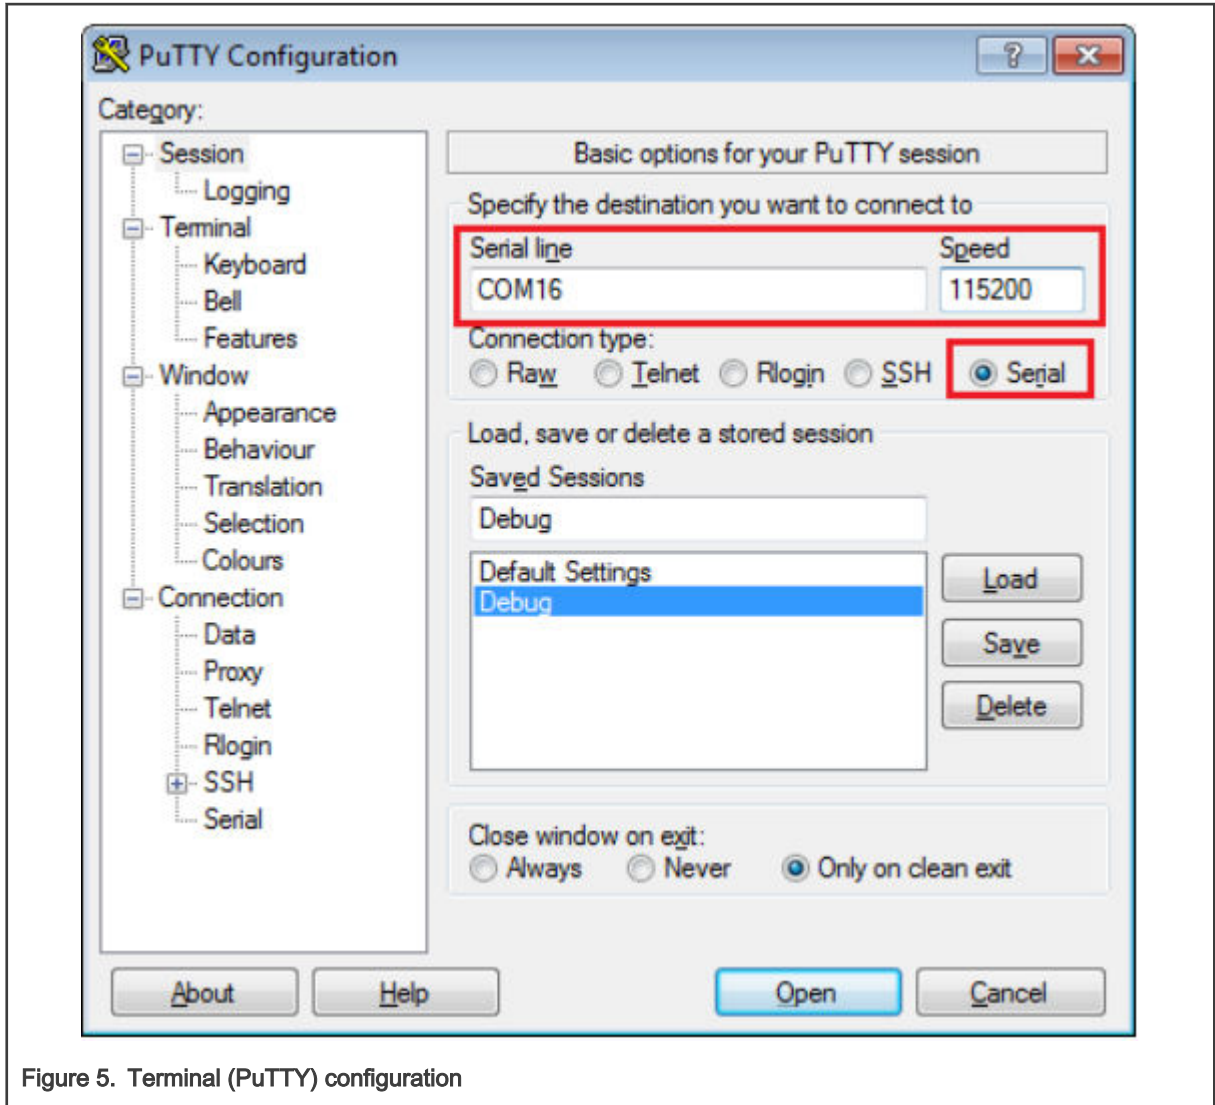 PuTTY Configuration
Category:
Session
Logging
Terminal
Keyboard
Bell
Features
Window
Appearance
Behaviour
Translation
Selection
Colours
Connection
Data
Proxy
Telnet
Rlogin
SSH
Serial
Basic options for your PuTTY session
Specify the destination you want to connect to
Serial line Speed
COM16 115200
Connection type:
Raw Telnet Rlogin SSH Serial
Load, save or delete a stored session
Saved Sessions
Debug
Default Settings
Debug
Load
Save
Delete
Close window on exit:
Always Never Only on clean exit
About Help Open Cancel
Figure 5. Terminal (PuTTY) configuration